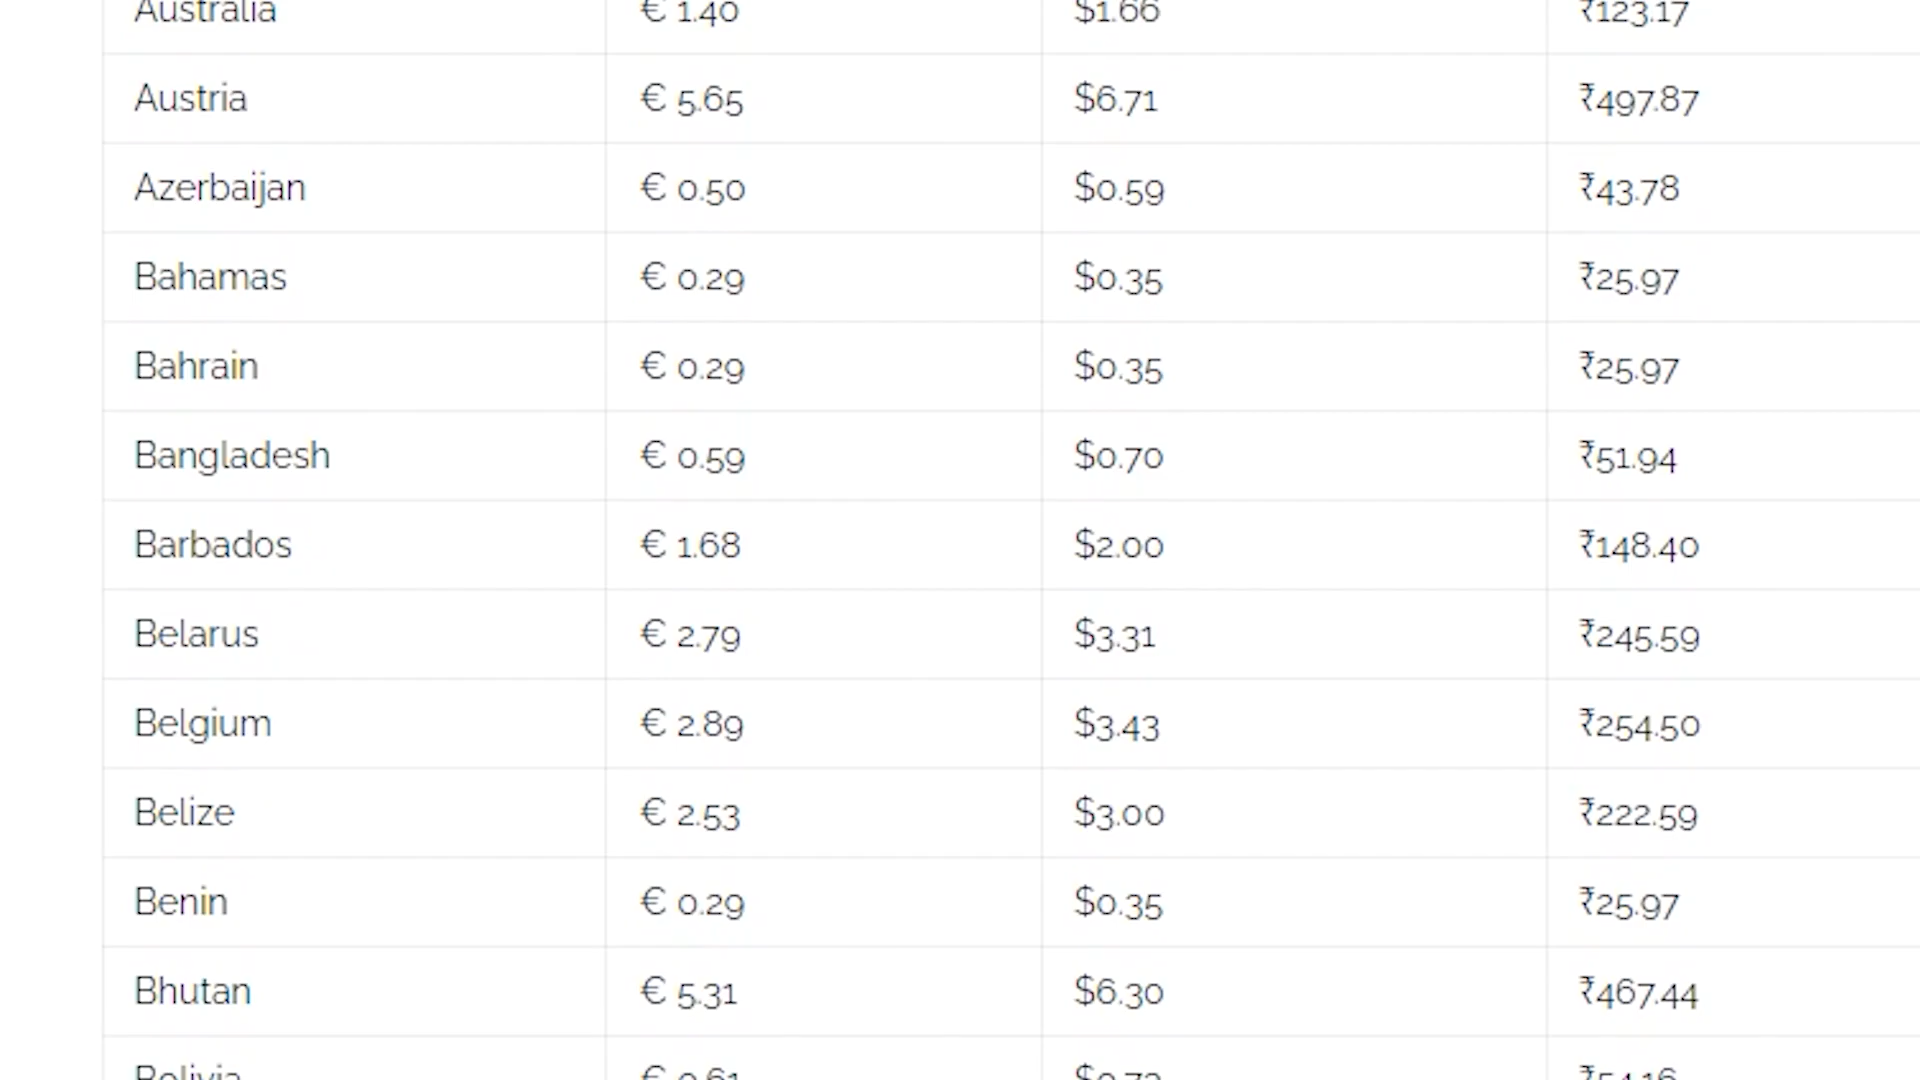 Australia € 1.40 $1.66 ₹123.17
Austria € 5.65 $6.71 ₹497.87
Azerbaijan € 0.50 $0.59 ₹43.78
Bahamas € 0.29 $0.35 ₹25.97
Bahrain € 0.29 $0.35 ₹25.97
Bangladesh € 0.59 $0.70 ₹51.94
Barbados € 1.68 $2.00 ₹148.40
Belarus € 2.79 $3.31 ₹245.59
Belgium € 2.89 $3.43 ₹254.50
Belize € 2.53 $3.00 ₹222.59
Benin € 0.29 $0.35 ₹25.97
Bhutan € 5.31 $6.30 ₹467.44
Bolivia € 0.61